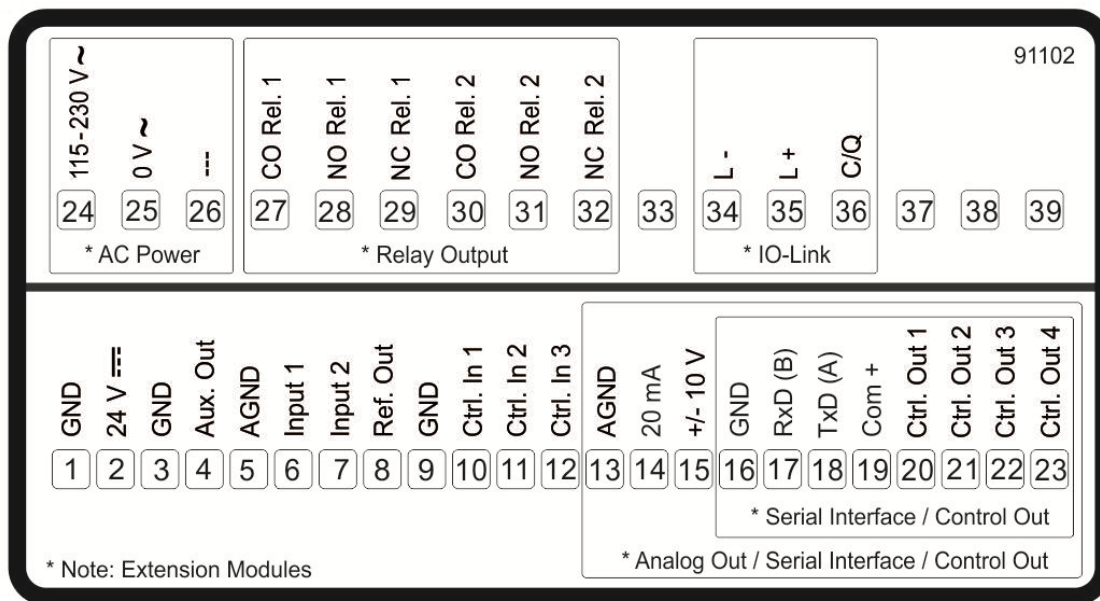 91102
115-230 V ~
0 V ~
---
CO Rel. 1
NO Rel. 1
NC Rel. 1
CO Rel. 2
NO Rel. 2
NC Rel. 2
L -
L +
C/Q
24 25 26 27 28 29 30 31 32 33 34 35 36 37 38 39
* AC Power
* Relay Output
* IO-Link
GND
24 V ⎓
GND
Aux. Out
AGND
Input 1
Input 2
Ref. Out
GND
Ctrl. In 1
Ctrl. In 2
Ctrl. In 3
AGND
20 mA
+/- 10 V
GND
RxD (B)
TxD (A)
Com +
Ctrl. Out 1
Ctrl. Out 2
Ctrl. Out 3
Ctrl. Out 4
1 2 3 4 5 6 7 8 9 10 11 12 13 14 15 16 17 18 19 20 21 22 23
* Serial Interface / Control Out
* Analog Out / Serial Interface / Control Out
* Note: Extension Modules